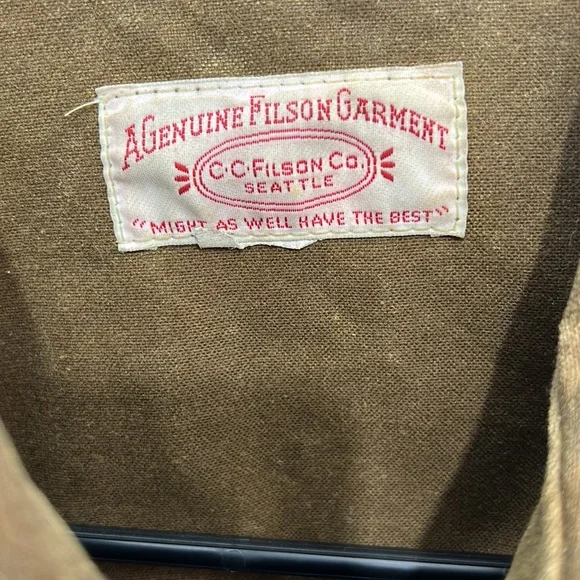 A GENUINE FILSON GARMENT
C·C·FILSON CO.
SEATTLE
"MIGHT AS WELL HAVE THE BEST"